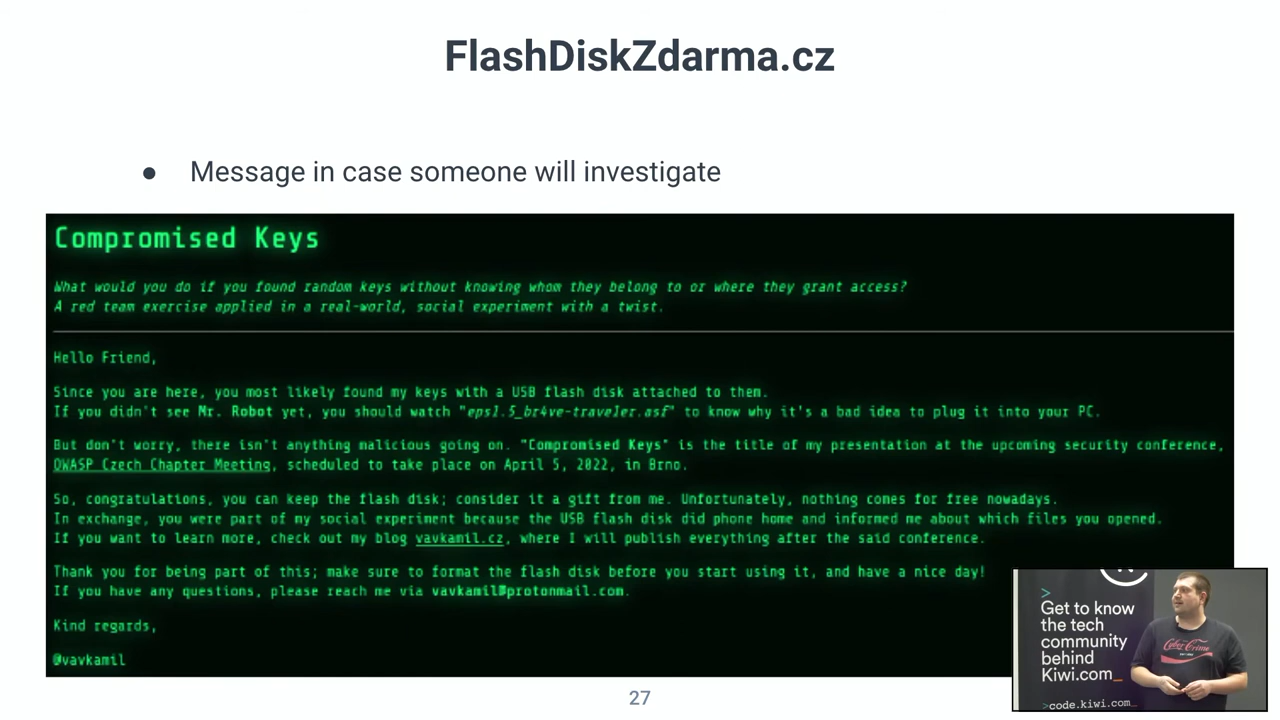 FlashDiskZdarma.cz
● Message in case someone will investigate
Compromised Keys
What would you do if you found random keys without knowing whom they belong to or where they grant access?
A red team exercise applied in a real-world, social experiment with a twist.
Hello Friend,
Since you are here, you most likely found my keys with a USB flash disk attached to them.
If you didn't see Mr. Robot yet, you should watch "eps1.5_br4ve-traveler.asf" to know why it's a bad idea to plug it into your PC.
But don't worry, there isn't anything malicious going on. "Compromised Keys" is the title of my presentation at the upcoming security conference,
OWASP Czech Chapter Meeting, scheduled to take place on April 5, 2022, in Brno.
So, congratulations, you can keep the flash disk; consider it a gift from me. Unfortunately, nothing comes for free nowadays.
In exchange, you were part of my social experiment because the USB flash disk did phone home and informed me about which files you opened.
If you want to learn more, check out my blog vavkamil.cz, where I will publish everything after the said conference.
Thank you for being part of this; make sure to format the flash disk before you start using it, and have a nice day!
If you have any questions, please reach me via vavkamil@protonmail.com.
Kind regards,
@vavkamil
27
>
Get to know
the tech
community
behind
Kiwi.com_
>code.kiwi.com_
Cyber Crime